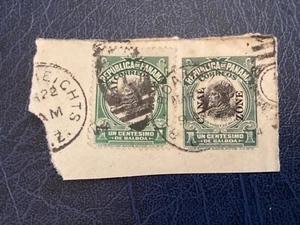 HEIGHTS
AM
Z.
REPUBLICA DE PANAMA
CORREOS
UN CENTESIMO
DE BALBOA
REPUBLICA DE PANAMA
CORREOS
CANAL ZONE
UN CENTESIMO
DE BALBOA